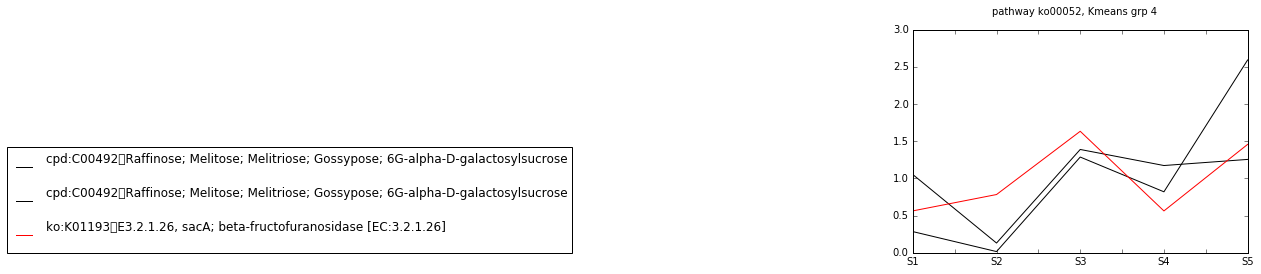 pathway ko00052, Kmeans grp 4
3.0
2.5
2.0
1.5
1.0
0.5
0.0
S1 S2 S3 S4 S5
cpd:C00492▯Raffinose; Melitose; Melitriose; Gossypose; 6G-alpha-D-galactosylsucrose
cpd:C00492▯Raffinose; Melitose; Melitriose; Gossypose; 6G-alpha-D-galactosylsucrose
ko:K01193▯E3.2.1.26, sacA; beta-fructofuranosidase [EC:3.2.1.26]